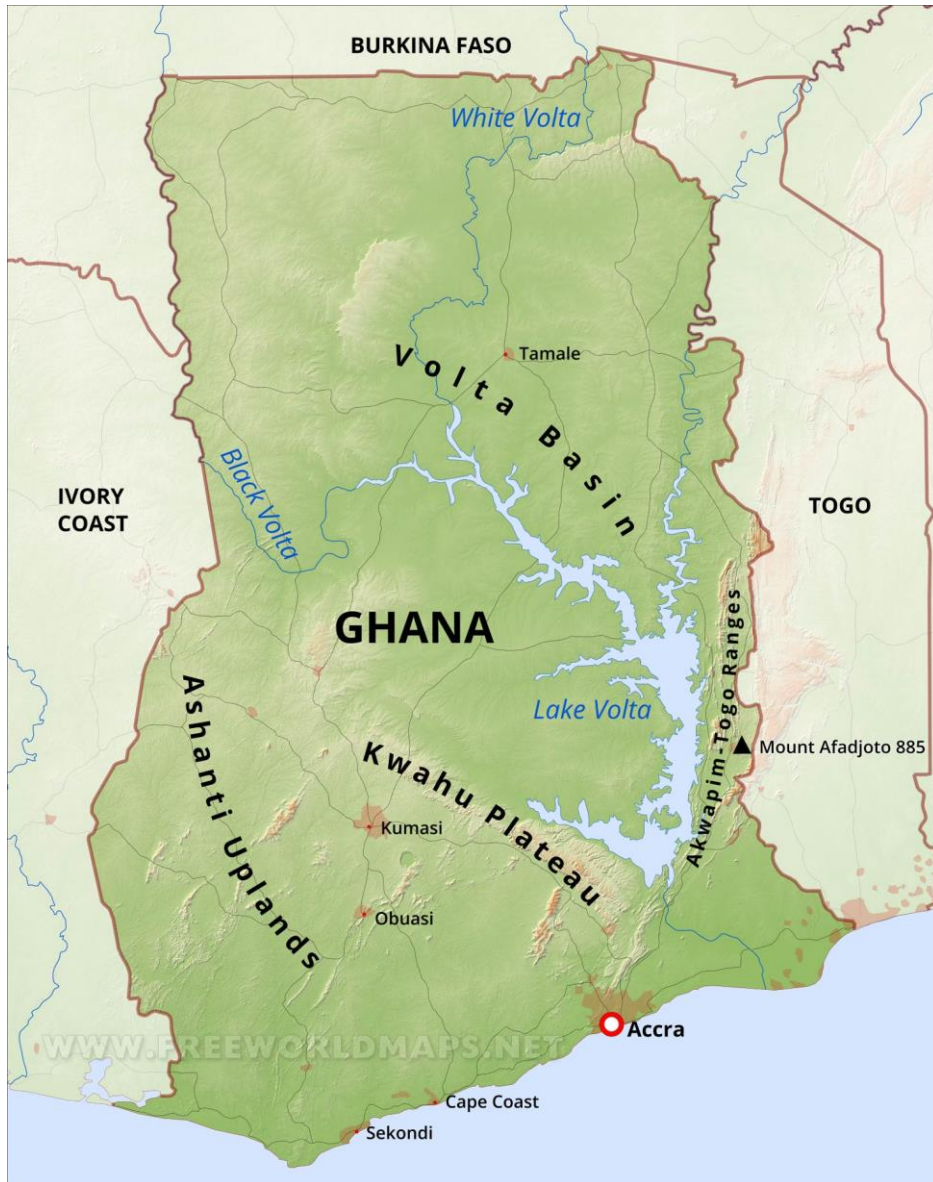 BURKINA FASO
White Volta
Volta Basin
Tamale
Black Volta
IVORY
COAST
TOGO
GHANA
Akwapim-Togo Ranges
Lake Volta
Ashanti Uplands
Kwahu Plateau
Mount Afadjoto 885
Kumasi
Obuasi
Accra
WWW.FREEWORLDMAPS.NET
Cape Coast
Sekondi